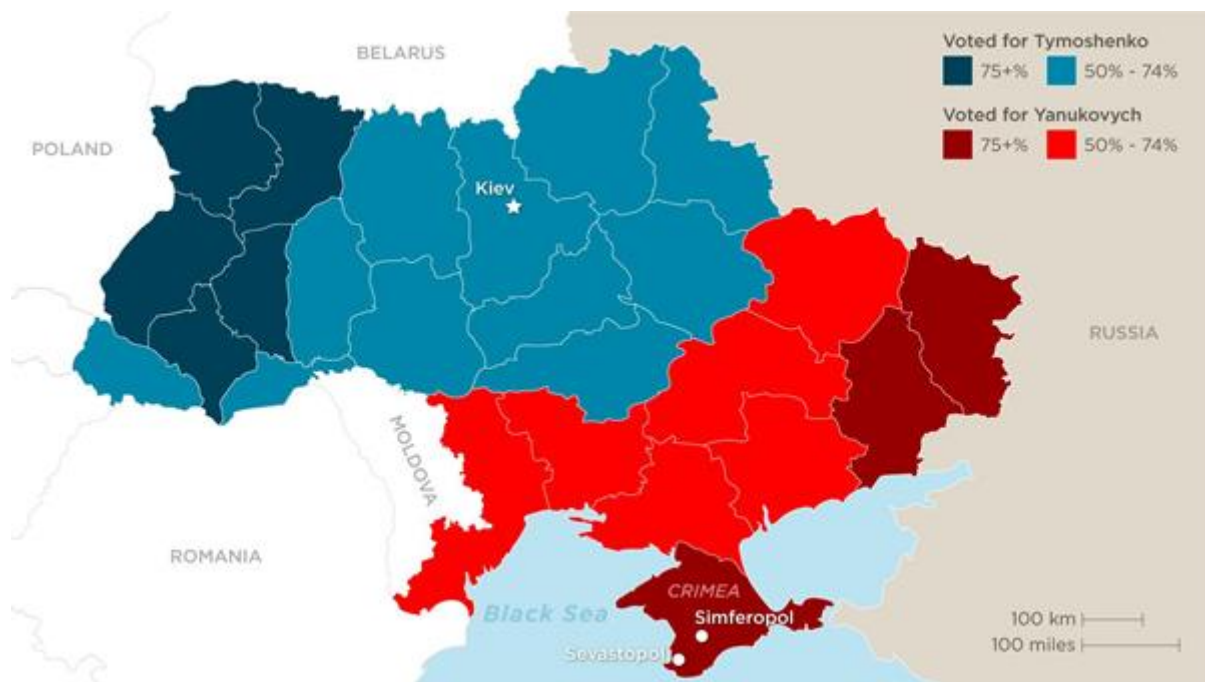 BELARUS
Voted for Tymoshenko
75+%
50% - 74%
Voted for Yanukovych
75+%
50% - 74%
POLAND
Kiev
RUSSIA
MOLDOVA
ROMANIA
CRIMEA
Black Sea
Simferopol
Sevastopol
100 km
100 miles